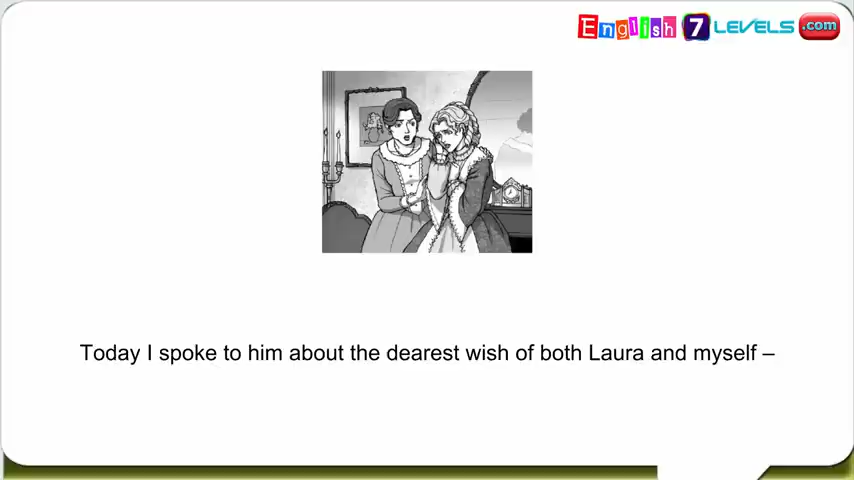 English 7 LEVELS .com
Today I spoke to him about the dearest wish of both Laura and myself –